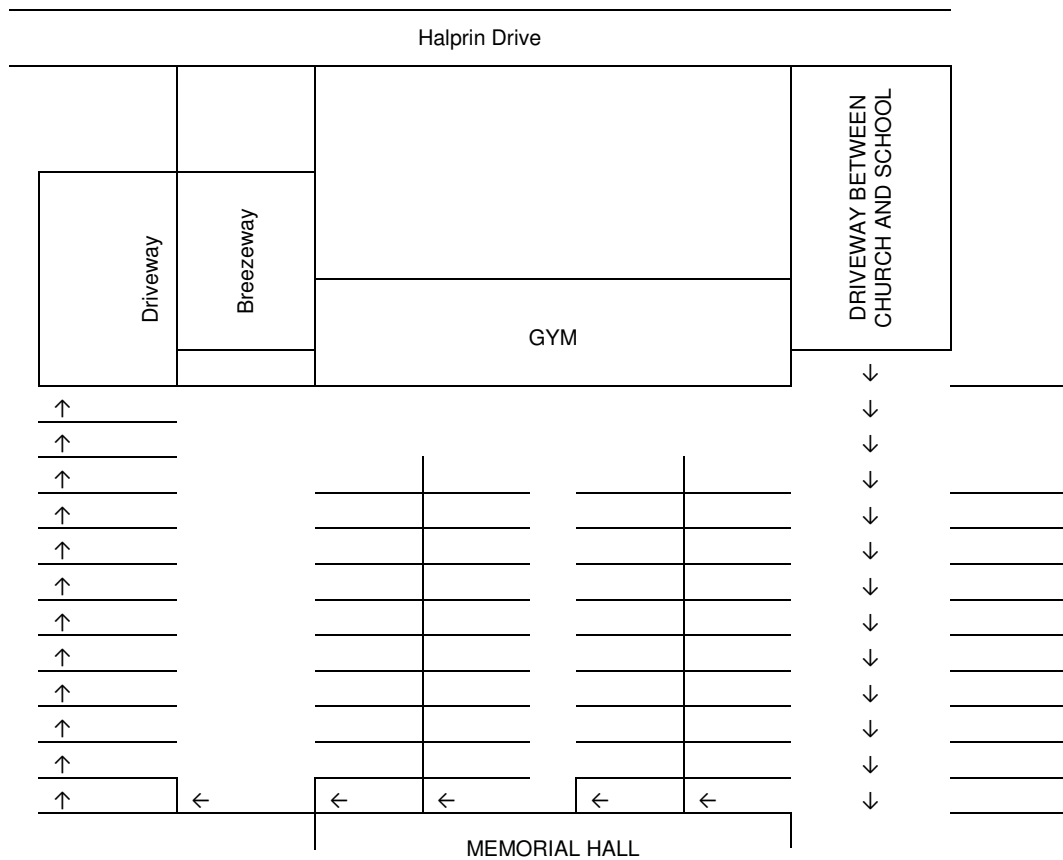 Halprin Drive
DRIVEWAY BETWEEN
CHURCH AND SCHOOL
Driveway
Breezeway
GYM
↓
↑ ↓
↑ ↓
↑ ↓
↑ ↓
↑ ↓
↑ ↓
↑ ↓
↑ ↓
↑ ↓
↑ ↓
↑ ↓
↑ ← ← ← ← ← ↓
MEMORIAL HALL